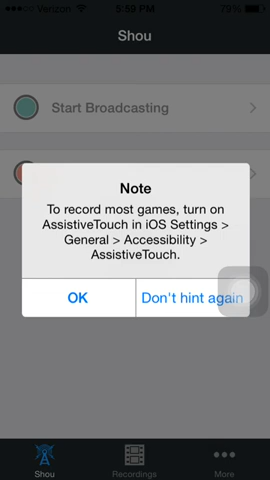 Verizon 5:59 PM 79%
Shou
Start Broadcasting
Note
To record most games, turn on
AssistiveTouch in iOS Settings >
General > Accessibility >
AssistiveTouch.
OK Don't hint again
Shou Recordings More